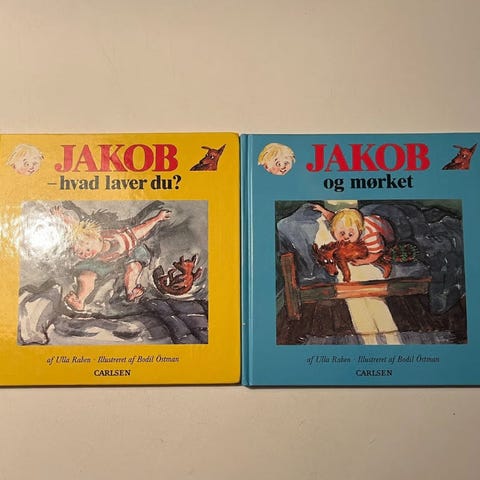 JAKOB
– hvad laver du?
af Ulla Raben · Illustreret af Bodil Östman
CARLSEN
JAKOB
og mørket
af Ulla Raben · Illustreret af Bodil Östman
CARLSEN